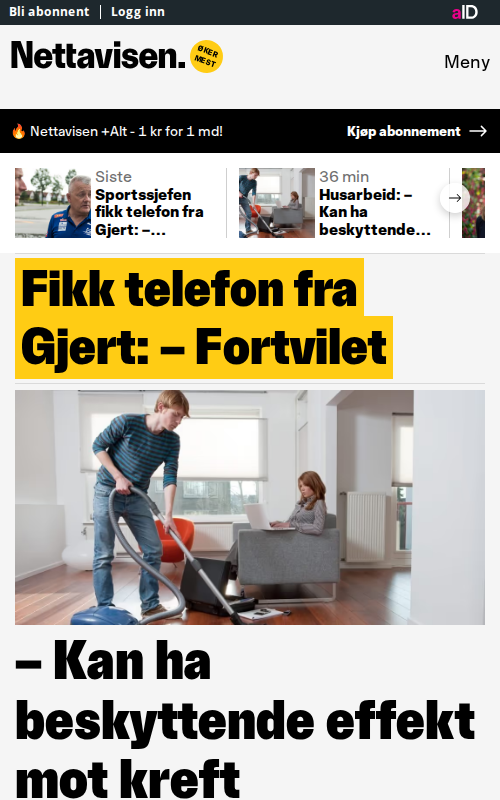 Bli abonnent
Logg inn
aID
Nettavisen.
ØKER
MEST
Meny
🔥 Nettavisen +Alt - 1 kr for 1 md!
Kjøp abonnement
Siste
Sportssjefen
fikk telefon fra
Gjert: –...
36 min
Husarbeid: –
Kan ha
beskyttende...
Fikk telefon fra
Gjert: – Fortvilet
– Kan ha
beskyttende effekt
mot kreft